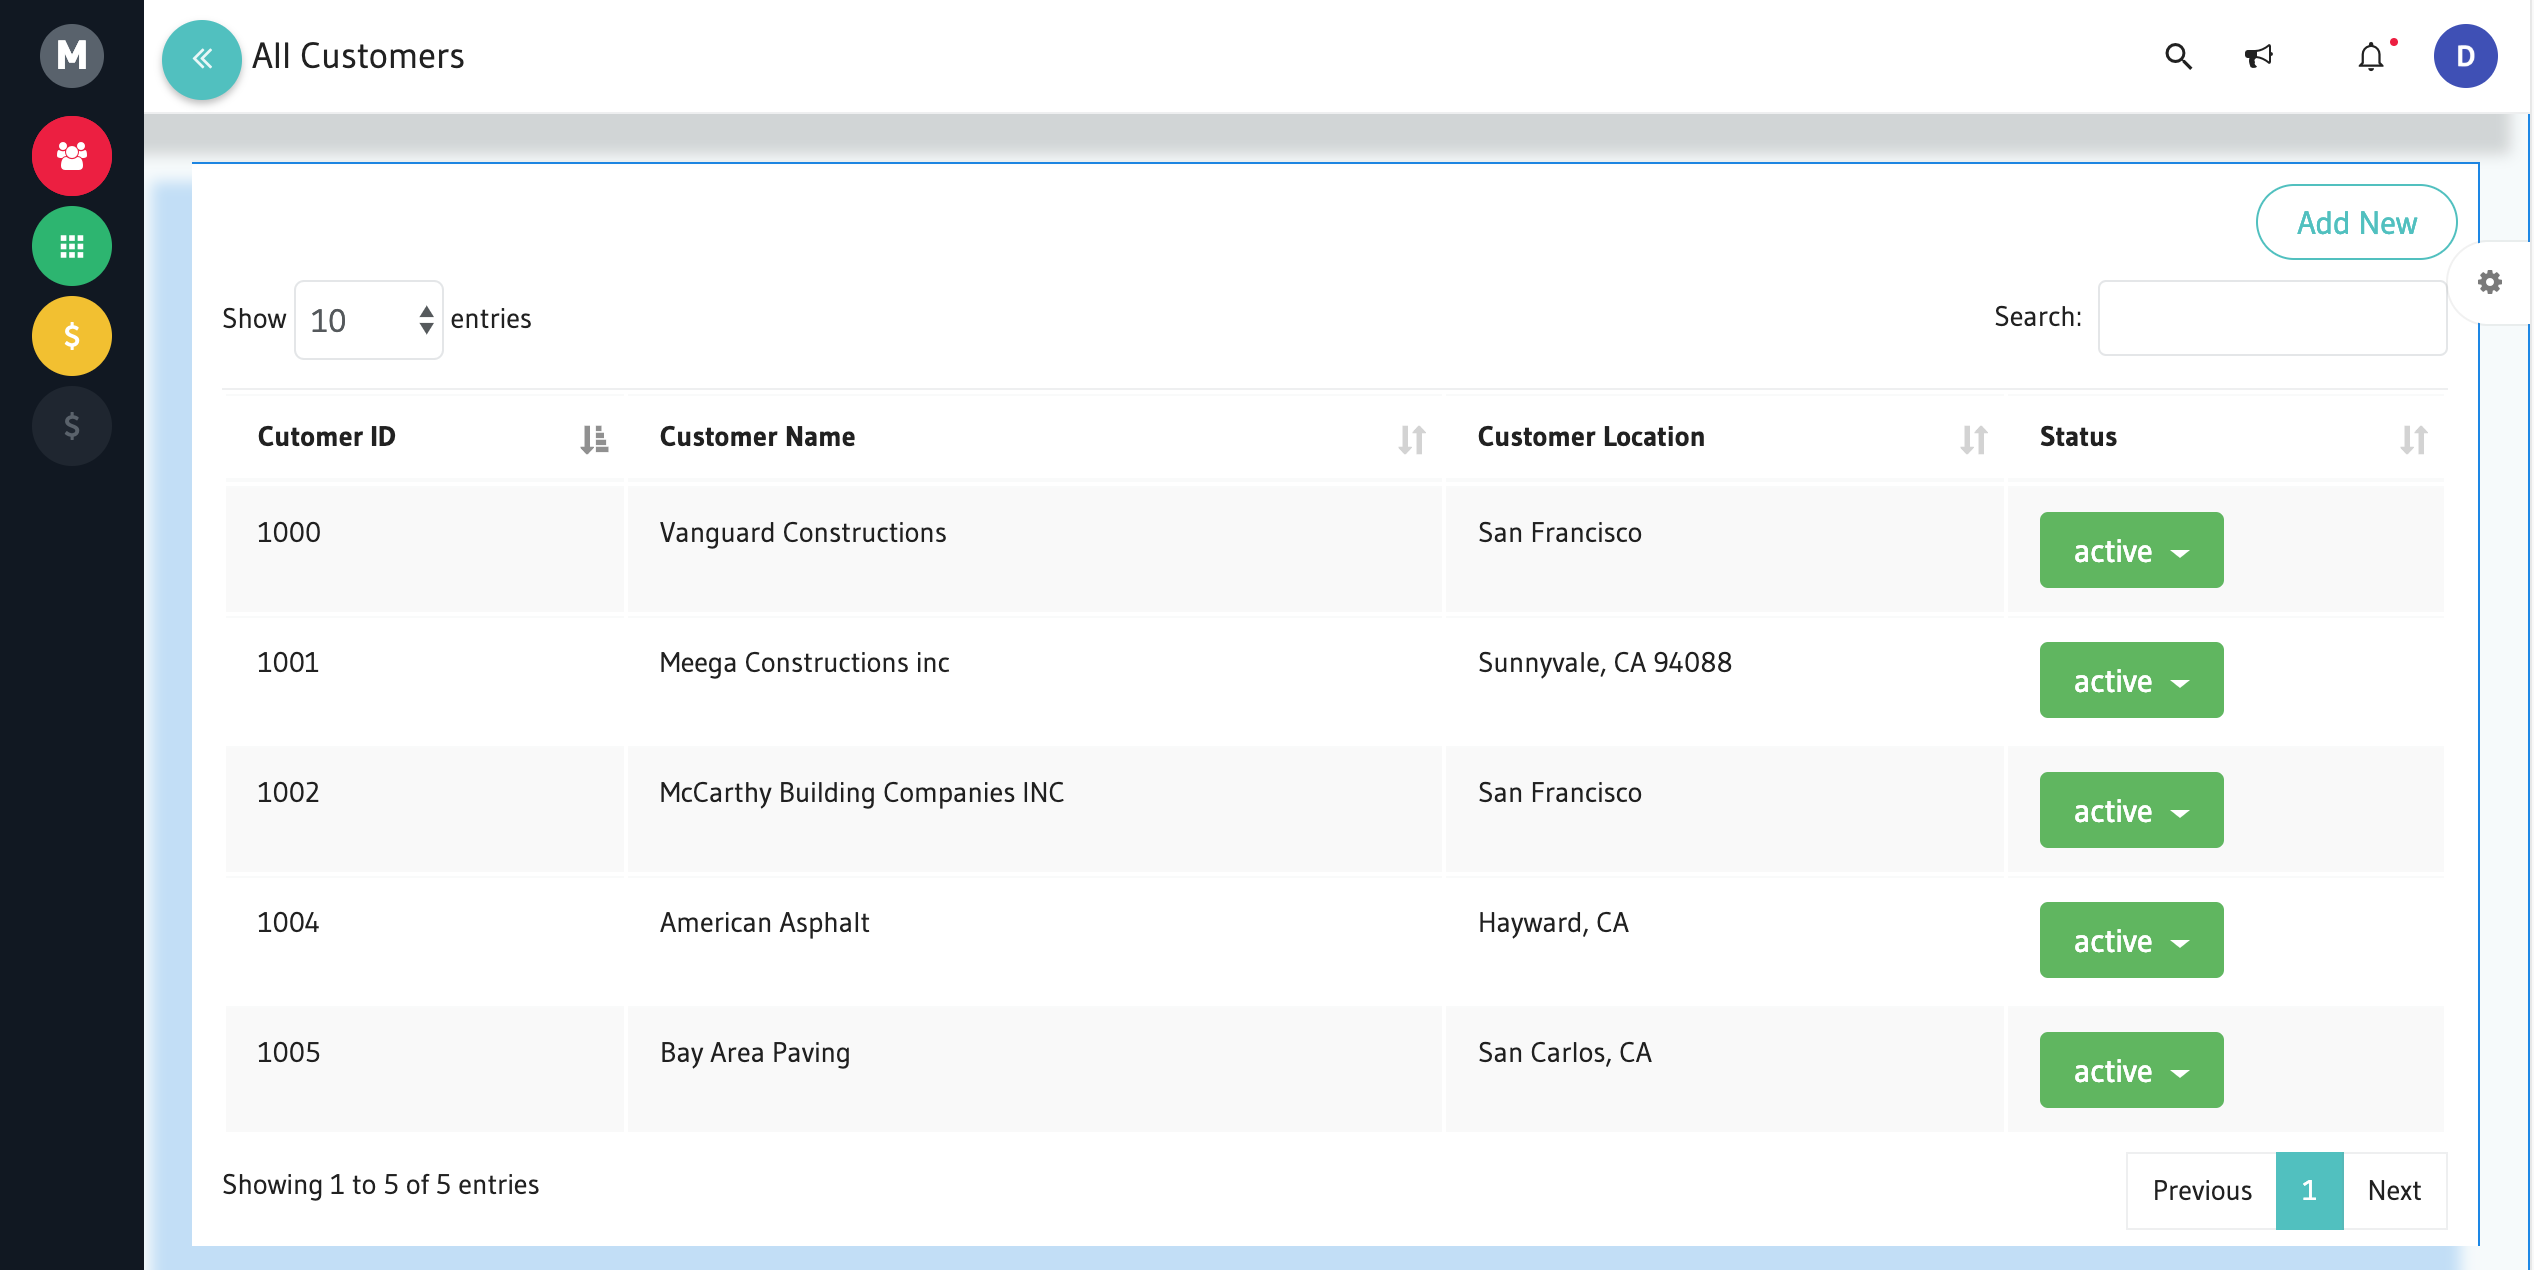 M
All Customers
D
Add New
Show 10 entries
Search:
Cutomer ID Customer Name Customer Location Status
1000 Vanguard Constructions San Francisco active
1001 Meega Constructions inc Sunnyvale, CA 94088 active
1002 McCarthy Building Companies INC San Francisco active
1004 American Asphalt Hayward, CA active
1005 Bay Area Paving San Carlos, CA active
Showing 1 to 5 of 5 entries
Previous 1 Next